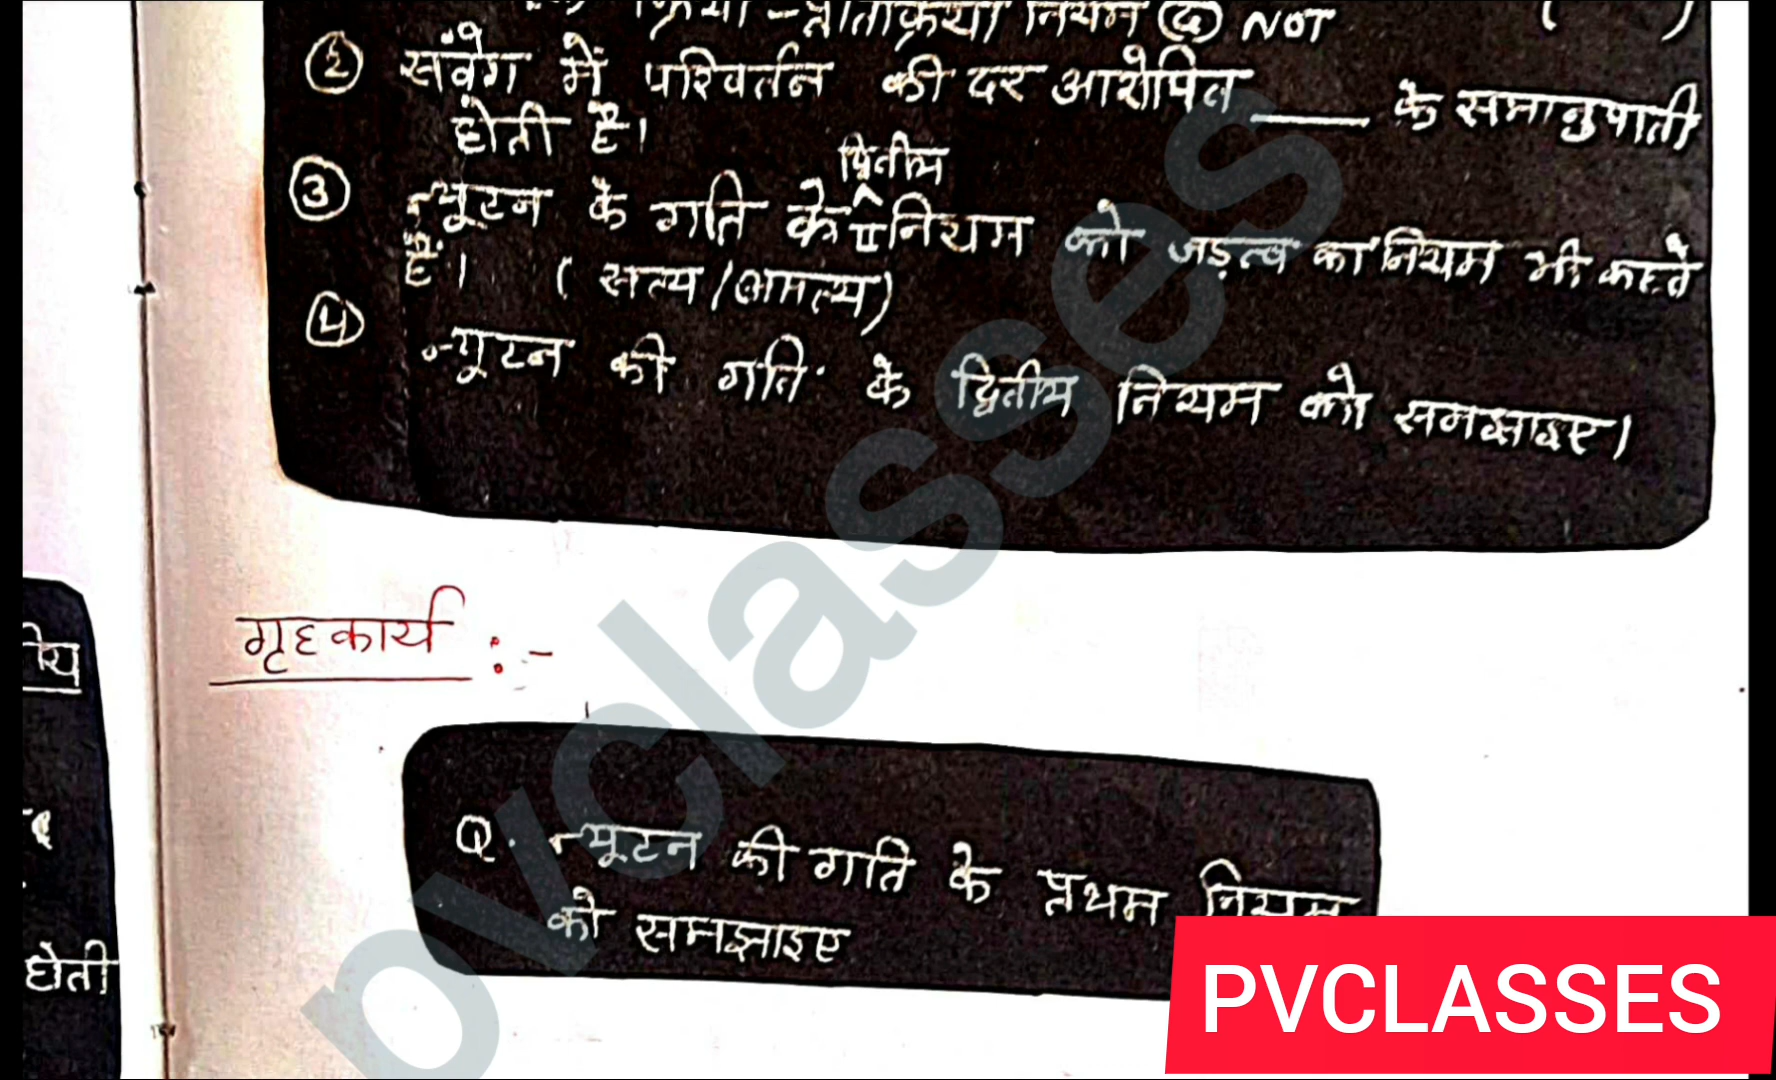 क्रिया - प्रतिक्रिया नियम (द) NOT ( )
② संवेग में परिवर्तन की दर आरोपित ____ के समानुपाती
होती है।
द्वितीय
③ न्यूटन के गति के II नियम को जड़त्व का नियम भी कहते
हैं। ( सत्य / असत्य )
④ न्यूटन की गति के द्वितीय नियम को समझाइए।
गृहकार्य :-
Q. न्यूटन की गति के प्रथम नियम
को समझाइए
होती
pvclasses
PVCLASSES